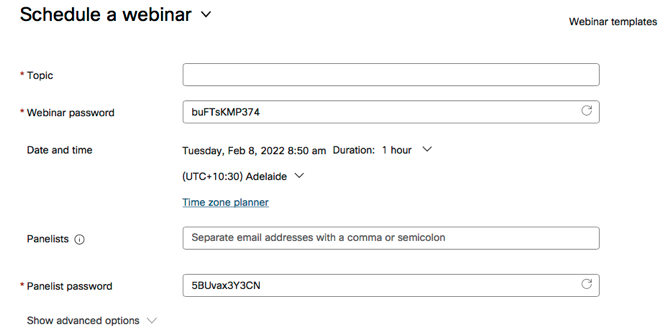 Schedule a webinar
Webinar templates
* Topic
* Webinar password
buFTsKMP374
Date and time
Tuesday, Feb 8, 2022 8:50 am Duration: 1 hour
(UTC+10:30) Adelaide
Time zone planner
Panelists
Separate email addresses with a comma or semicolon
* Panelist password
5BUvax3Y3CN
Show advanced options